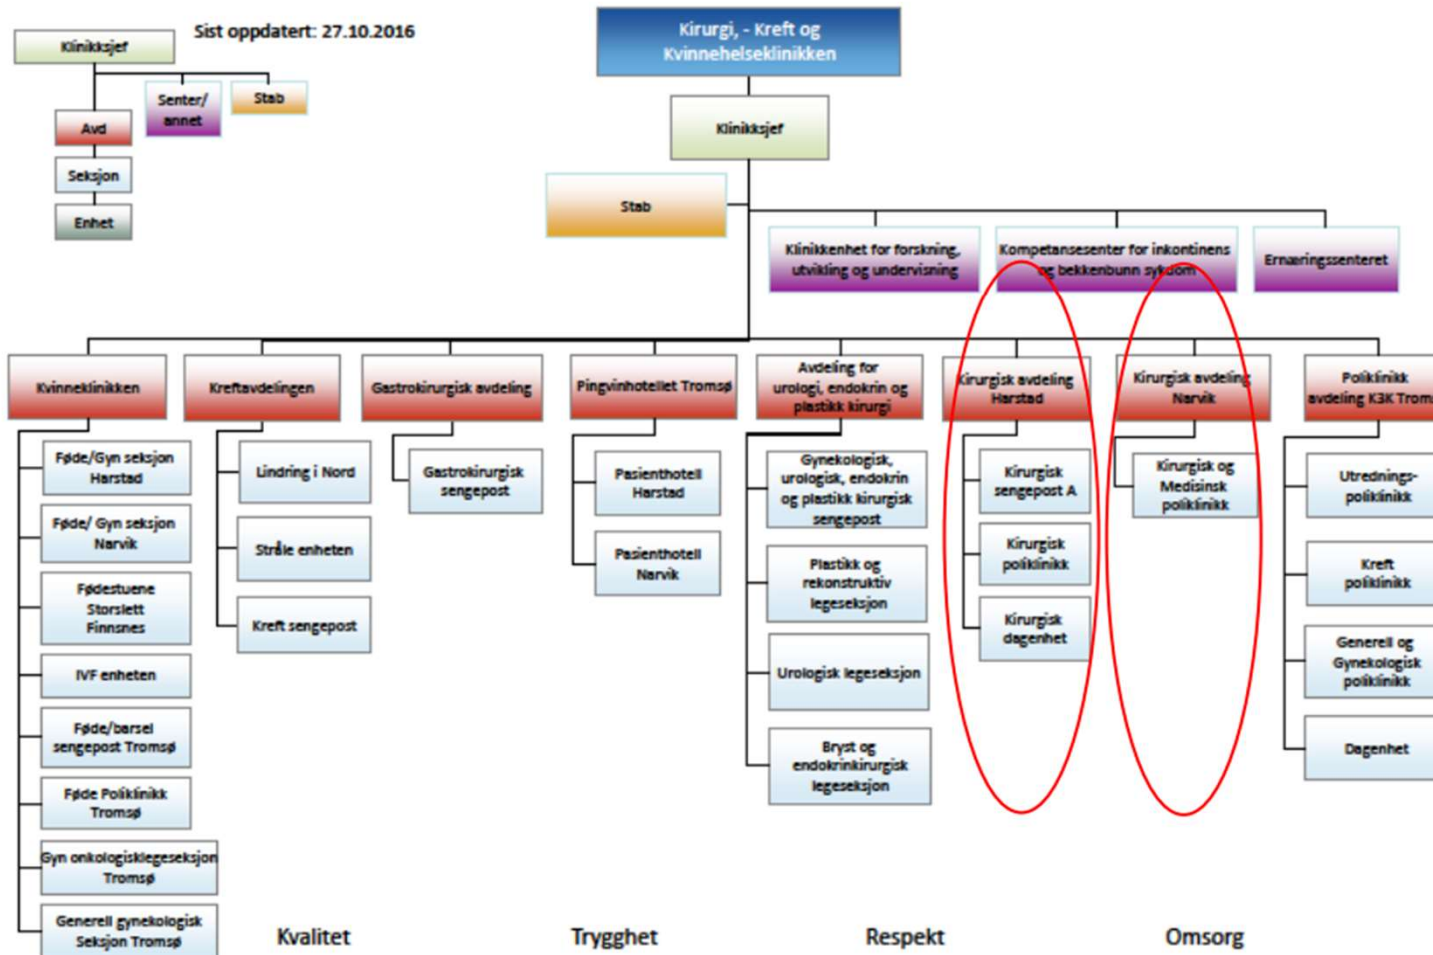 Sist oppdatert: 27.10.2016
Klinikksjef
Senter/
annet
Stab
Avd
Seksjon
Enhet
Kirurgi, - Kreft og
Kvinnehelseklinikken
Klinikksjef
Stab
Klinikkenhet for forskning,
utvikling og undervisning
Kompetansesenter for inkontinens
og bekkenbunn sykdom
Ernæringssenteret
Kvinneklinikken
Føde/Gyn seksjon
Harstad
Føde/ Gyn seksjon
Narvik
Fødestuene
Storslett
Finnsnes
IVF enheten
Føde/barsel
sengepost Tromsø
Føde Poliklinikk
Tromsø
Gyn onkologisklegeseksjon
Tromsø
Generell gynekologisk
Seksjon Tromsø
Kreftavdelingen
Lindring i Nord
Stråle enheten
Kreft sengepost
Gastrokirurgisk avdeling
Gastrokirurgisk
sengepost
Pingvinhotellet Tromsø
Pasienthotell
Harstad
Pasienthotell
Narvik
Avdeling for
urologi, endokrin og
plastikk kirurgi
Gynekologisk,
urologisk, endokrin
og plastikk kirurgisk
sengepost
Plastikk og
rekonstruktiv
legeseksjon
Urologisk legeseksjon
Bryst og
endokrinkirurgisk
legeseksjon
Kirurgisk avdeling
Harstad
Kirurgisk
sengepost A
Kirurgisk
poliklinikk
Kirurgisk
dagenhet
Kirurgisk avdeling
Narvik
Kirurgisk og
Medisinsk
poliklinikk
Poliklinikk
avdeling K3K Troms
Utrednings-
poliklinikk
Kreft
poliklinikk
Generell og
Gynekologisk
poliklinikk
Dagenhet
Kvalitet
Trygghet
Respekt
Omsorg